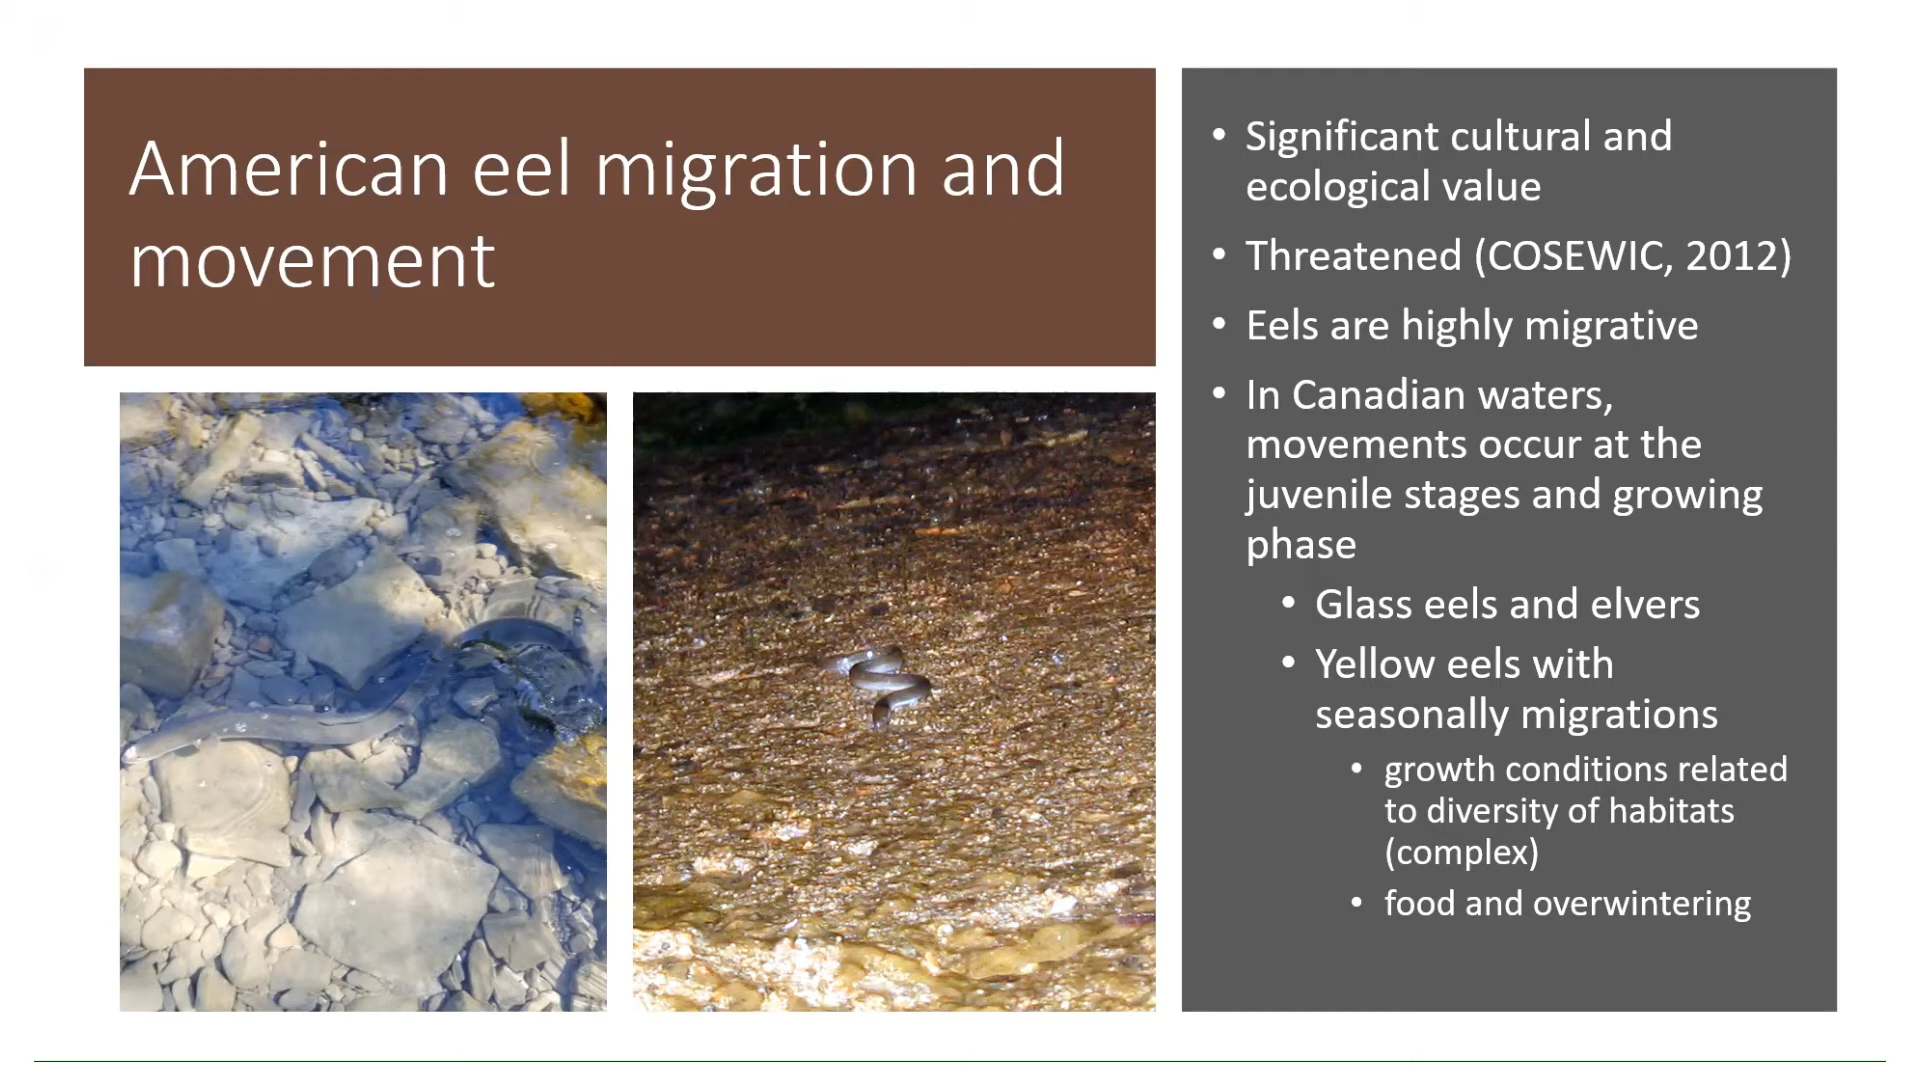 American eel migration and
movement
• Significant cultural and
ecological value
• Threatened (COSEWIC, 2012)
• Eels are highly migrative
• In Canadian waters,
movements occur at the
juvenile stages and growing
phase
• Glass eels and elvers
• Yellow eels with
seasonally migrations
• growth conditions related
to diversity of habitats
(complex)
• food and overwintering